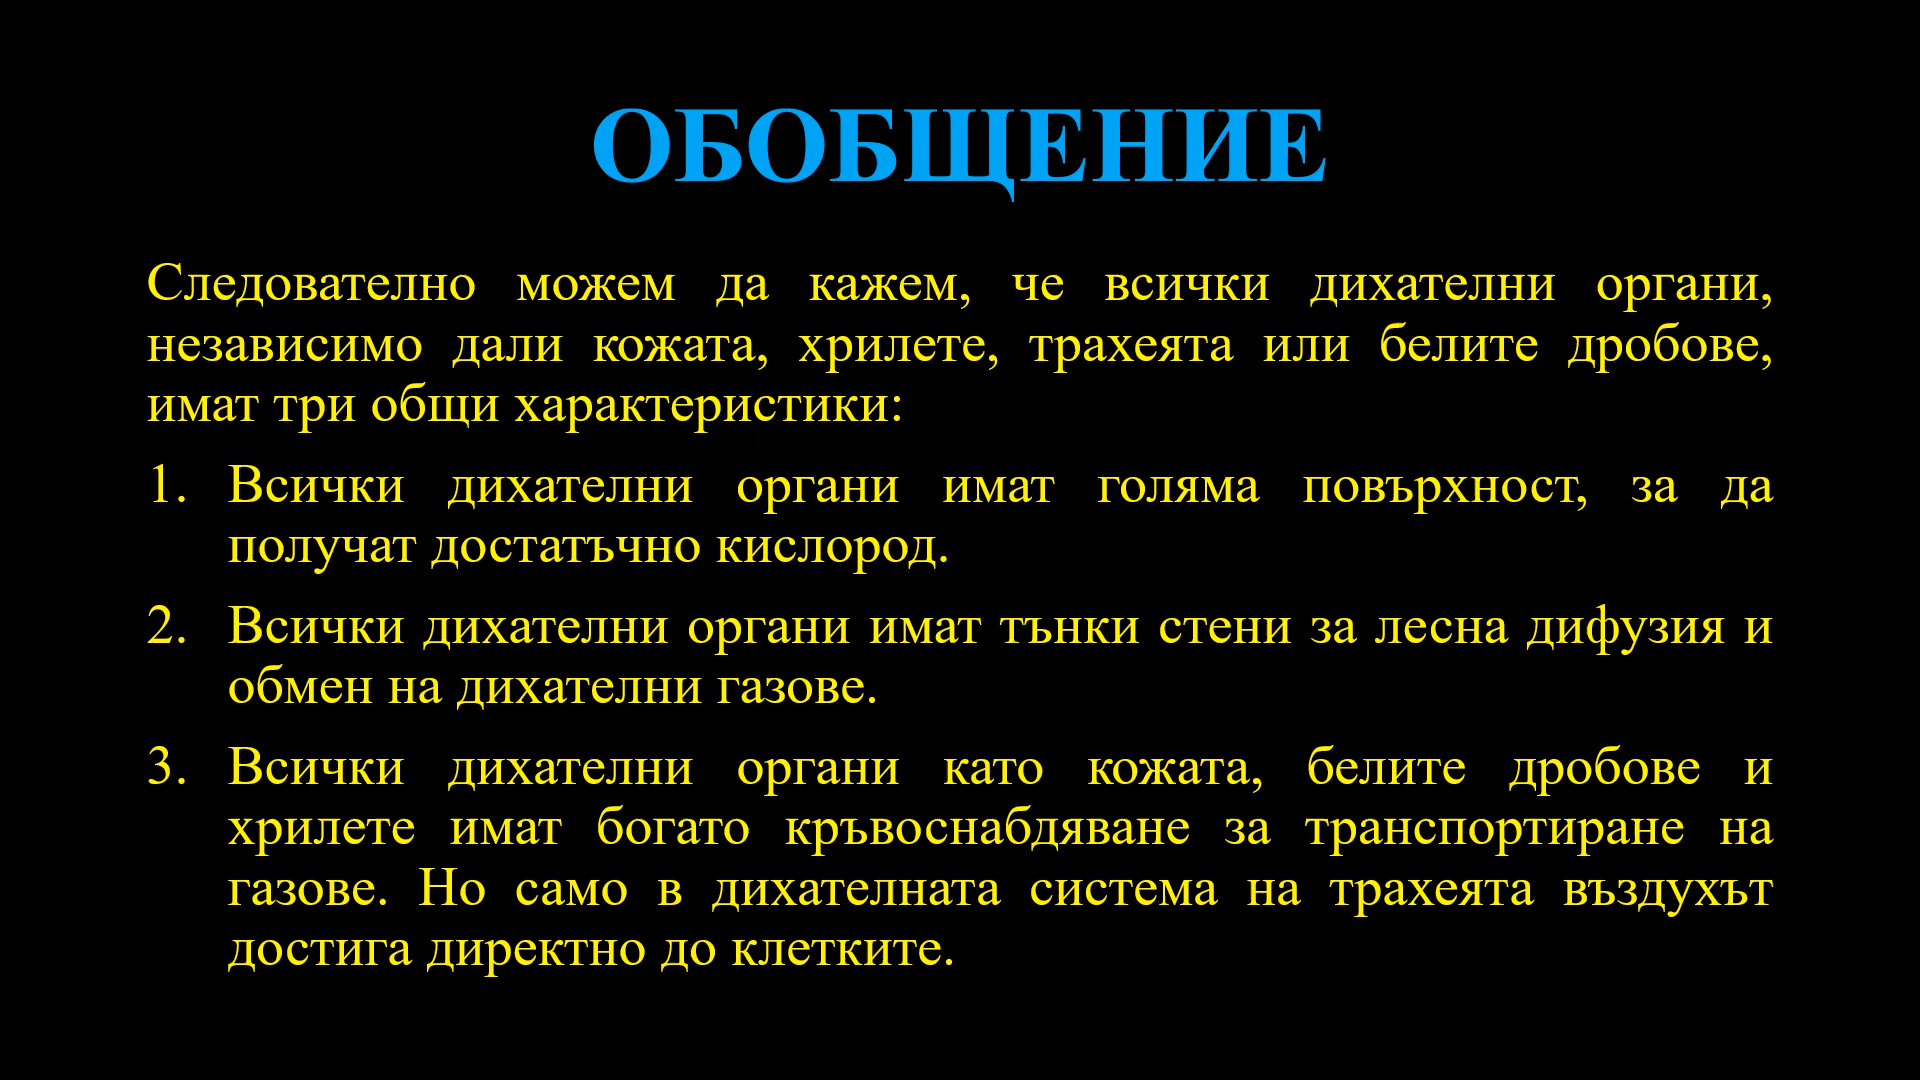 ОБОБЩЕНИЕ
Следователно можем да кажем, че всички дихателни органи,
независимо дали кожата, хрилете, трахеята или белите дробове,
имат три общи характеристики:
1. Всички дихателни органи имат голяма повърхност, за да
получат достатъчно кислород.
2. Всички дихателни органи имат тънки стени за лесна дифузия и
обмен на дихателни газове.
3. Всички дихателни органи като кожата, белите дробове и
хрилете имат богато кръвоснабдяване за транспортиране на
газове. Но само в дихателната система на трахеята въздухът
достига директно до клетките.